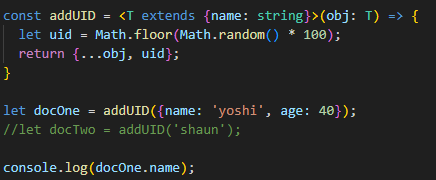 const addUID = <T extends {name: string}>(obj: T) => {
  let uid = Math.floor(Math.random() * 100);
  return {...obj, uid};
}

let docOne = addUID({name: 'yoshi', age: 40});
//let docTwo = addUID('shaun');

console.log(docOne.name);